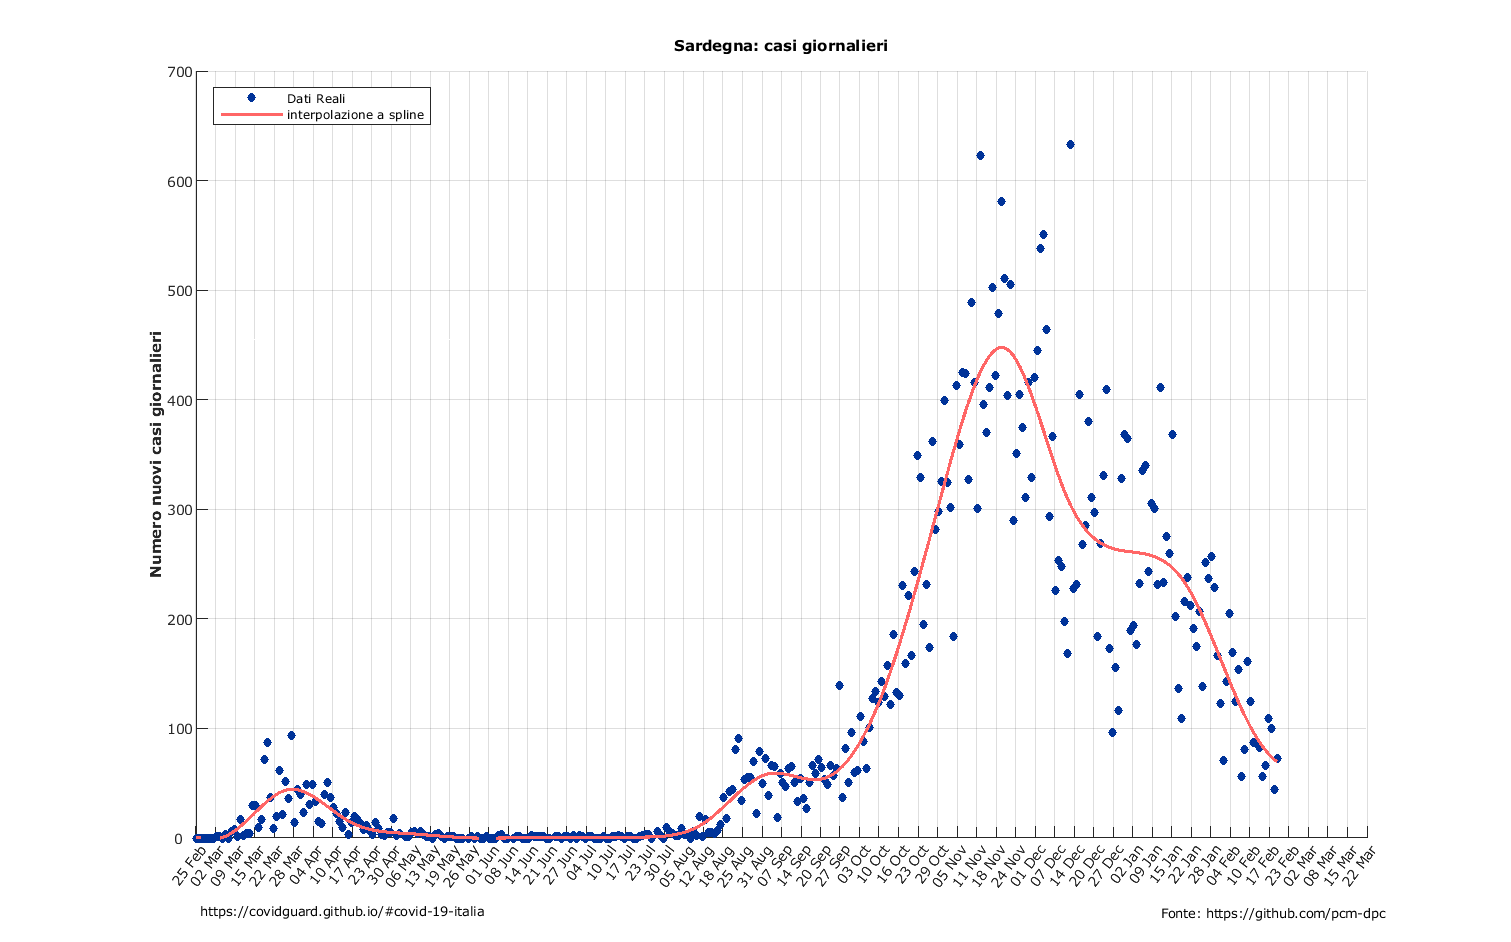 Sardegna: casi giornalieri
Dati Reali
interpolazione a spline
Numero nuovi casi giornalieri
700
600
500
400
300
200
100
0
25 Feb
02 Mar
09 Mar
15 Mar
22 Mar
28 Mar
04 Apr
10 Apr
17 Apr
23 Apr
30 Apr
06 May
13 May
19 May
26 May
01 Jun
08 Jun
14 Jun
21 Jun
27 Jun
04 Jul
10 Jul
17 Jul
23 Jul
30 Jul
05 Aug
12 Aug
18 Aug
25 Aug
31 Aug
07 Sep
14 Sep
20 Sep
27 Sep
03 Oct
10 Oct
16 Oct
23 Oct
29 Oct
05 Nov
11 Nov
18 Nov
24 Nov
01 Dec
07 Dec
14 Dec
20 Dec
27 Dec
02 Jan
09 Jan
15 Jan
22 Jan
28 Jan
04 Feb
10 Feb
17 Feb
23 Feb
02 Mar
08 Mar
15 Mar
22 Mar
https://covidguard.github.io/#covid-19-italia
Fonte: https://github.com/pcm-dpc